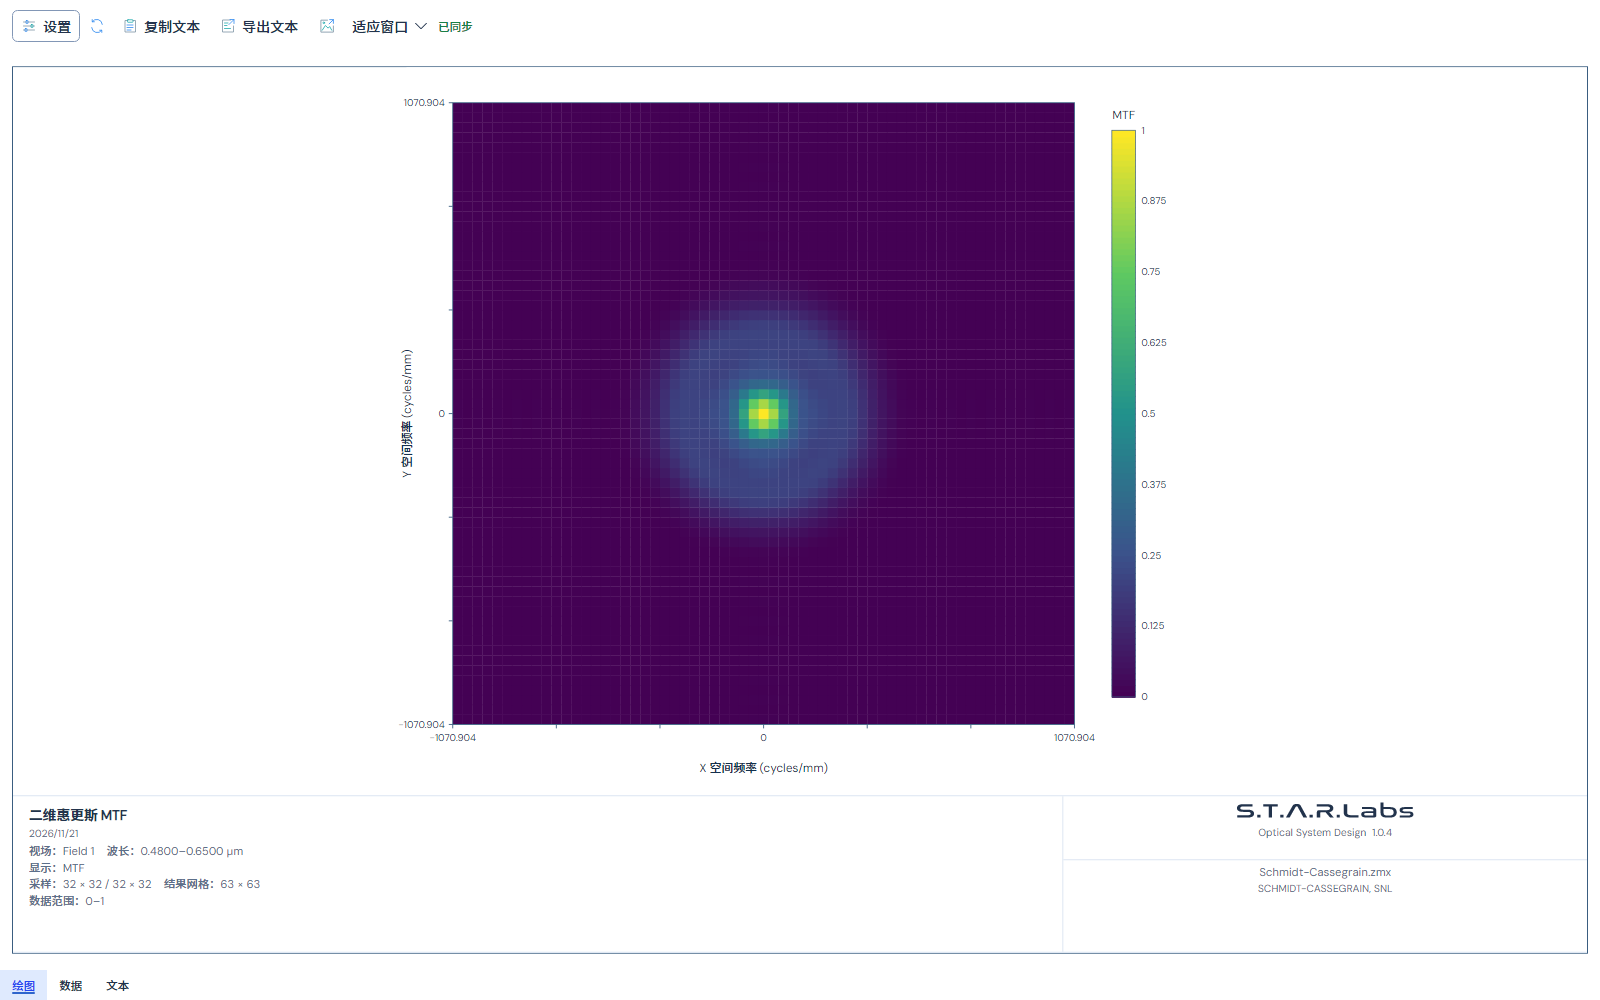 设置 复制文本 导出文本 适应窗口 已同步
MTF
1070.904
0
-1070.904
Y 空间频率 (cycles/mm)
-1070.904 0 1070.904
X 空间频率 (cycles/mm)
1
0.875
0.75
0.625
0.5
0.375
0.25
0.125
0
二维惠更斯 MTF
2026/11/21
视场: Field 1 波长: 0.4800–0.6500 µm
显示: MTF
采样: 32 × 32 / 32 × 32 结果网格: 63 × 63
数据范围: 0–1
S.T.A.R.Labs
Optical System Design 1.0.4
Schmidt-Cassegrain.zmx
SCHMIDT-CASSEGRAIN, SNL
绘图 数据 文本